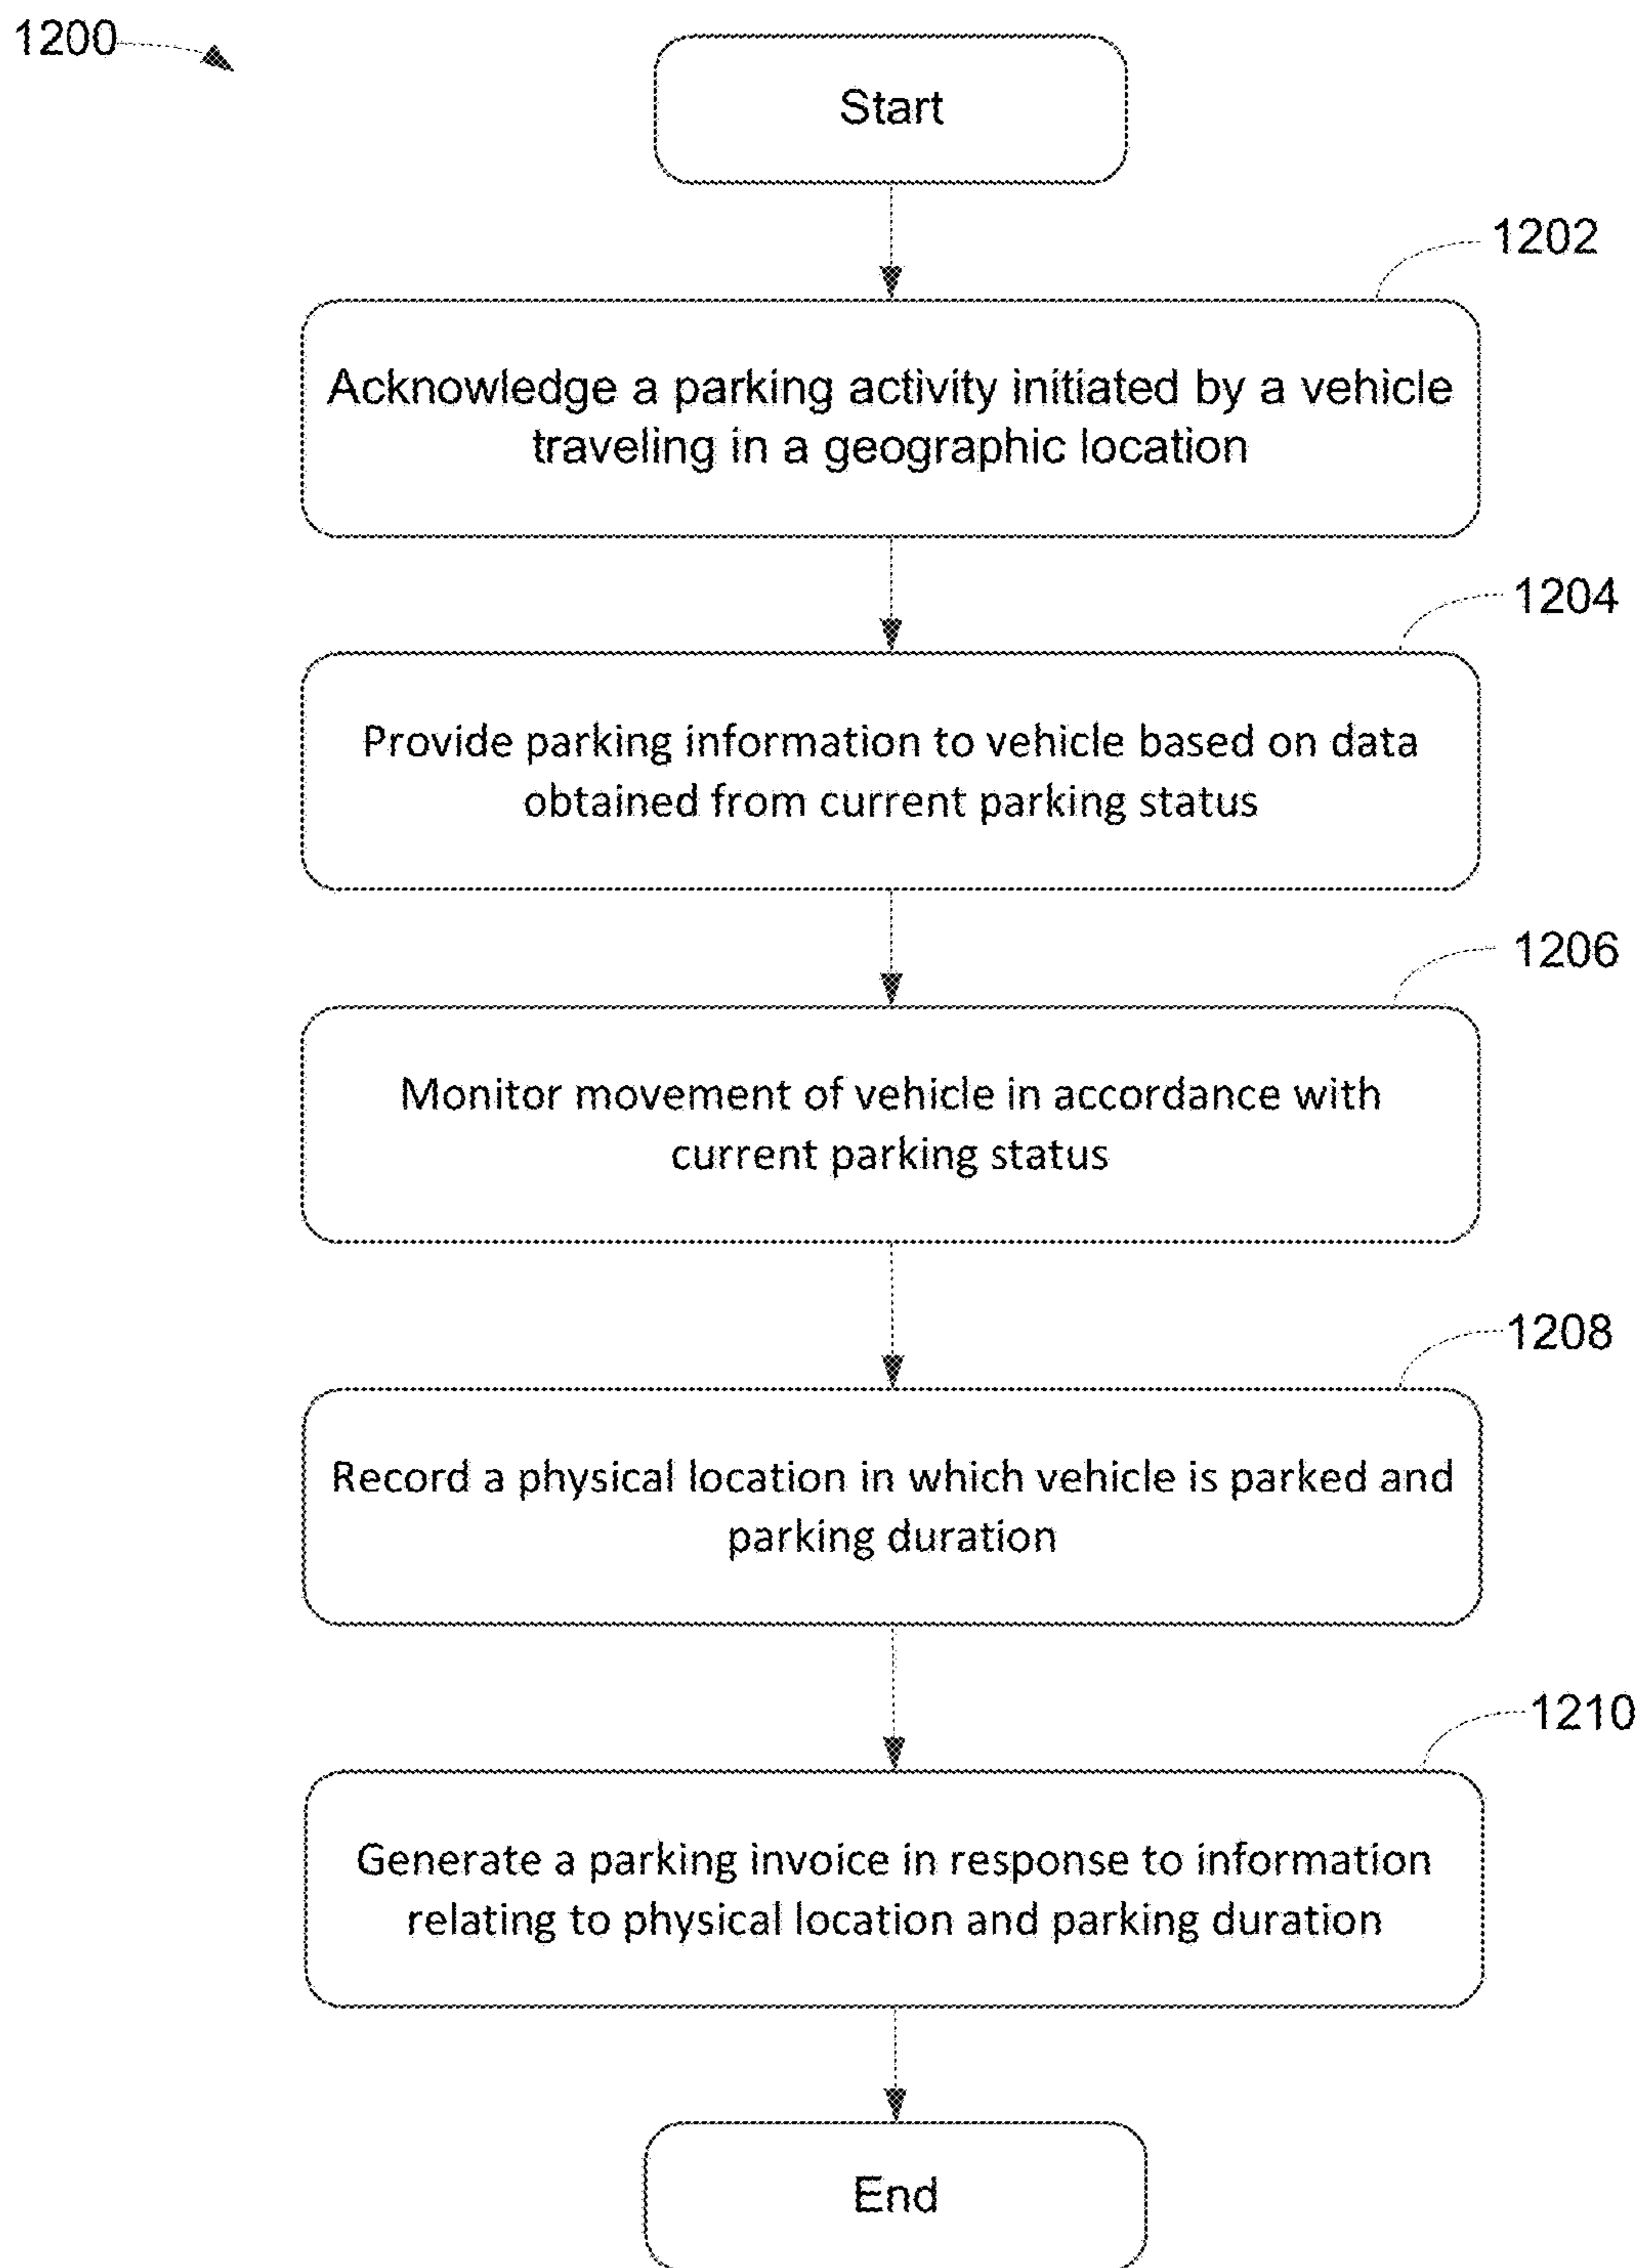 1200
Start
1202
Acknowledge a parking activity initiated by a vehicle
traveling in a geographic location
1204
Provide parking information to vehicle based on data
obtained from current parking status
1206
Monitor movement of vehicle in accordance with
current parking status
1208
Record a physical location in which vehicle is parked and
parking duration
1210
Generate a parking invoice in response to information
relating to physical location and parking duration
End